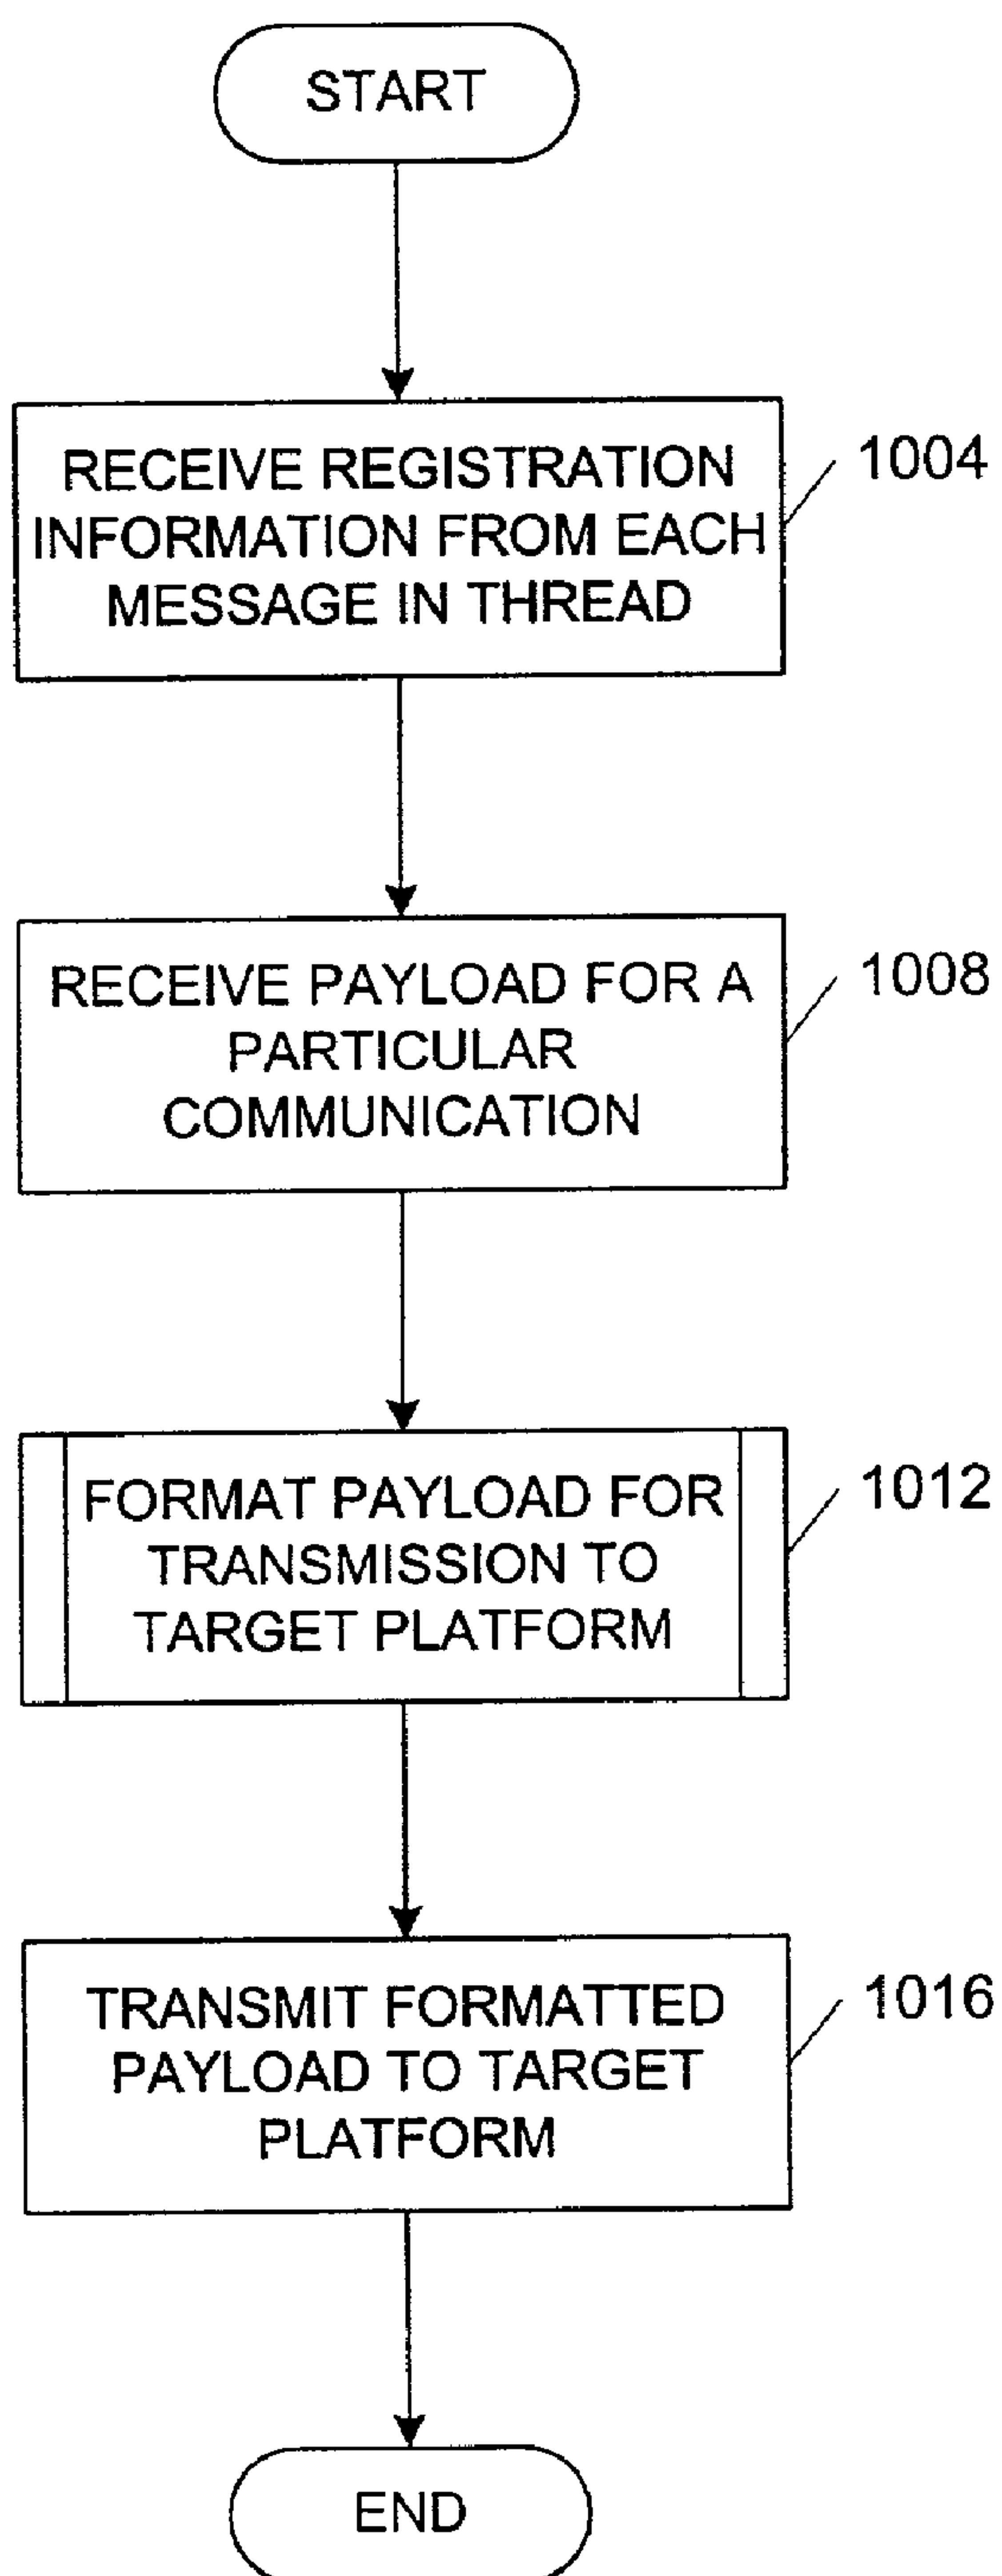 START
RECEIVE REGISTRATION
INFORMATION FROM EACH
MESSAGE IN THREAD
1004
RECEIVE PAYLOAD FOR A
PARTICULAR
COMMUNICATION
1008
FORMAT PAYLOAD FOR
TRANSMISSION TO
TARGET PLATFORM
1012
TRANSMIT FORMATTED
PAYLOAD TO TARGET
PLATFORM
1016
END